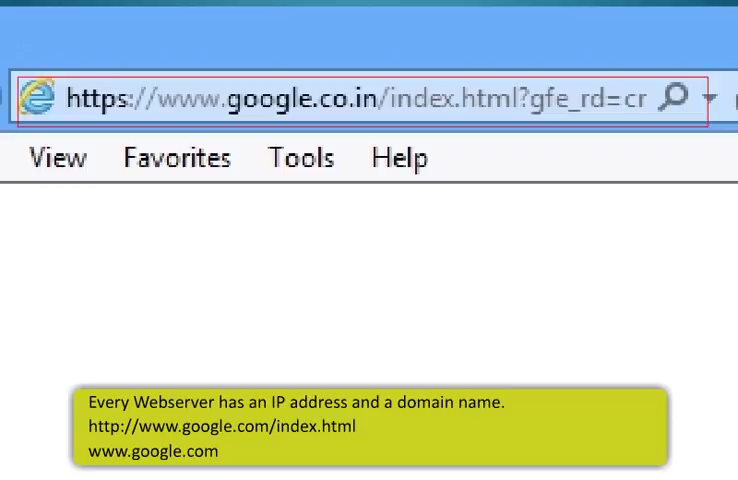 https://www.google.co.in/index.html?gfe_rd=cr
View Favorites Tools Help
Every Webserver has an IP address and a domain name.
http://www.google.com/index.html
www.google.com